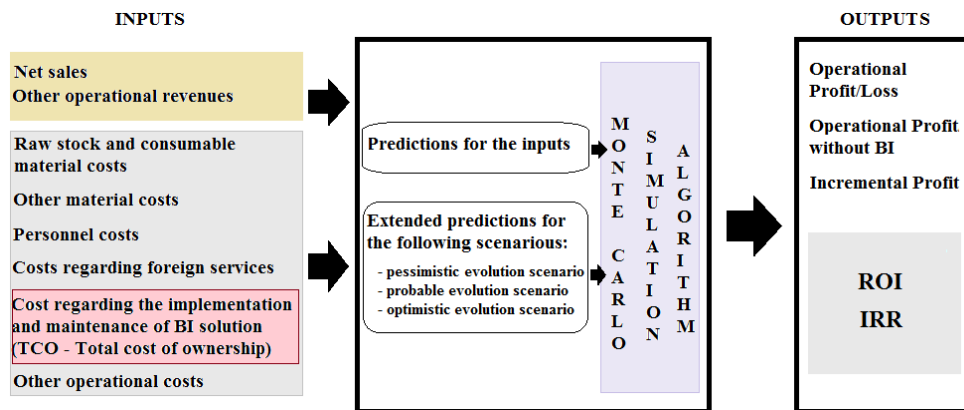 INPUTS
Net sales
Other operational revenues
Raw stock and consumable
material costs
Other material costs
Personnel costs
Costs regarding foreign services
Cost regarding the implementation
and maintenance of BI solution
(TCO - Total cost of ownership)
Other operational costs
Predictions for the inputs
Extended predictions for
the following scenarious:
- pessimistic evolution scenario
- probable evolution scenario
- optimistic evolution scenario
MONTE CARLO
SIMULATION
ALGORITHM
OUTPUTS
Operational
Profit/Loss
Operational Profit
without BI
Incremental Profit
ROI
IRR